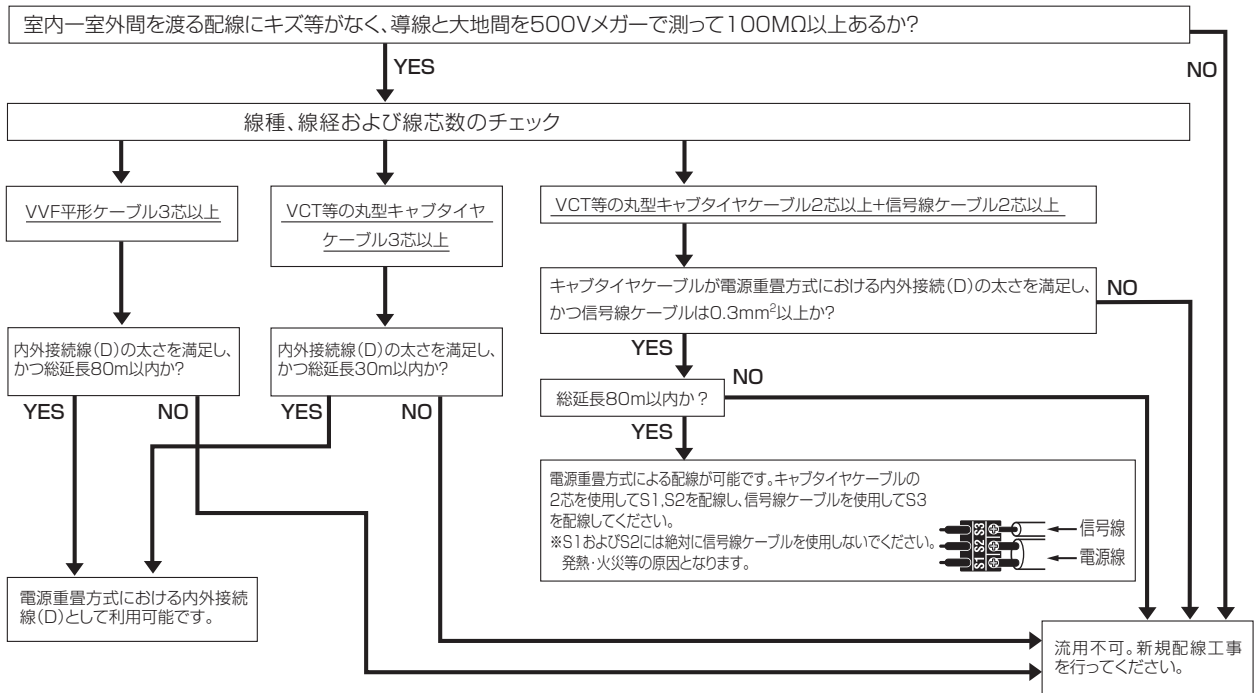 室内ー室外間を渡る配線にキズ等がなく、導線と大地間を500Vメガーで測って100MΩ以上あるか?
YES
NO
線種、線経および線芯数のチェック
VVF平形ケーブル3芯以上
VCT等の丸型キャブタイヤ
ケーブル3芯以上
VCT等の丸型キャブタイヤケーブル2芯以上+信号線ケーブル2芯以上
キャブタイヤケーブルが電源重畳方式における内外接続(D)の太さを満足し、
かつ信号線ケーブルは0.3mm²以上か?
NO
YES
内外接続線(D)の太さを満足し、
かつ総延長80m以内か?
内外接続線(D)の太さを満足し、
かつ総延長30m以内か?
総延長80m以内か?
NO
YES
YES
NO
YES
NO
電源重畳方式による配線が可能です。キャブタイヤケーブルの
2芯を使用してS1,S2を配線し、信号線ケーブルを使用してS3
を配線してください。
※S1およびS2には絶対に信号線ケーブルを使用しないでください。
発熱・火災等の原因となります。
S1 S2 S3
信号線
電源線
電源重畳方式における内外接続
線(D)として利用可能です。
流用不可。新規配線工事
を行ってください。